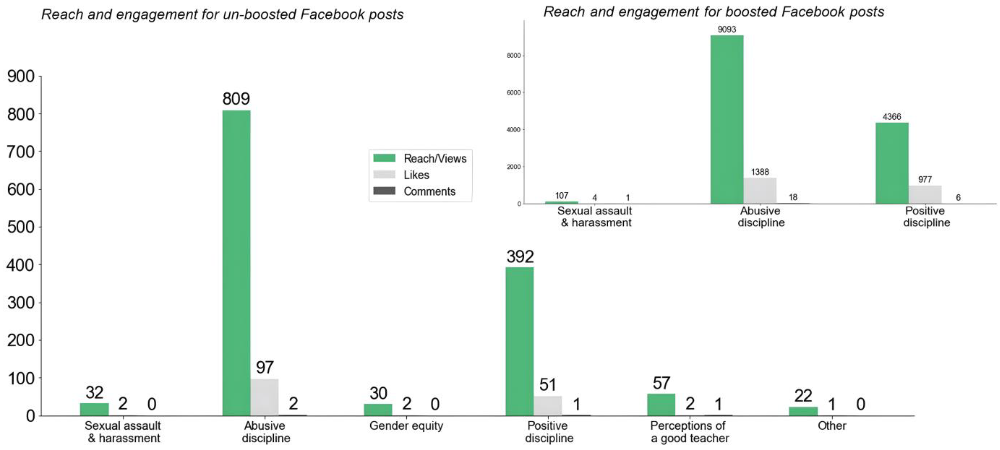 Reach and engagement for un-boosted Facebook posts
900
800
700
600
500
400
300
200
100
0
809
97
2
32
2
0
30
2
0
392
51
1
57
2
1
22
1
0
Sexual assault
& harassment
Abusive
discipline
Gender equity
Positive
discipline
Perceptions of
a good teacher
Other
Reach/Views
Likes
Comments
Reach and engagement for boosted Facebook posts
8000
6000
4000
2000
0
107
4
1
9093
1388
18
4366
977
6
Sexual assault
& harassment
Abusive
discipline
Positive
discipline